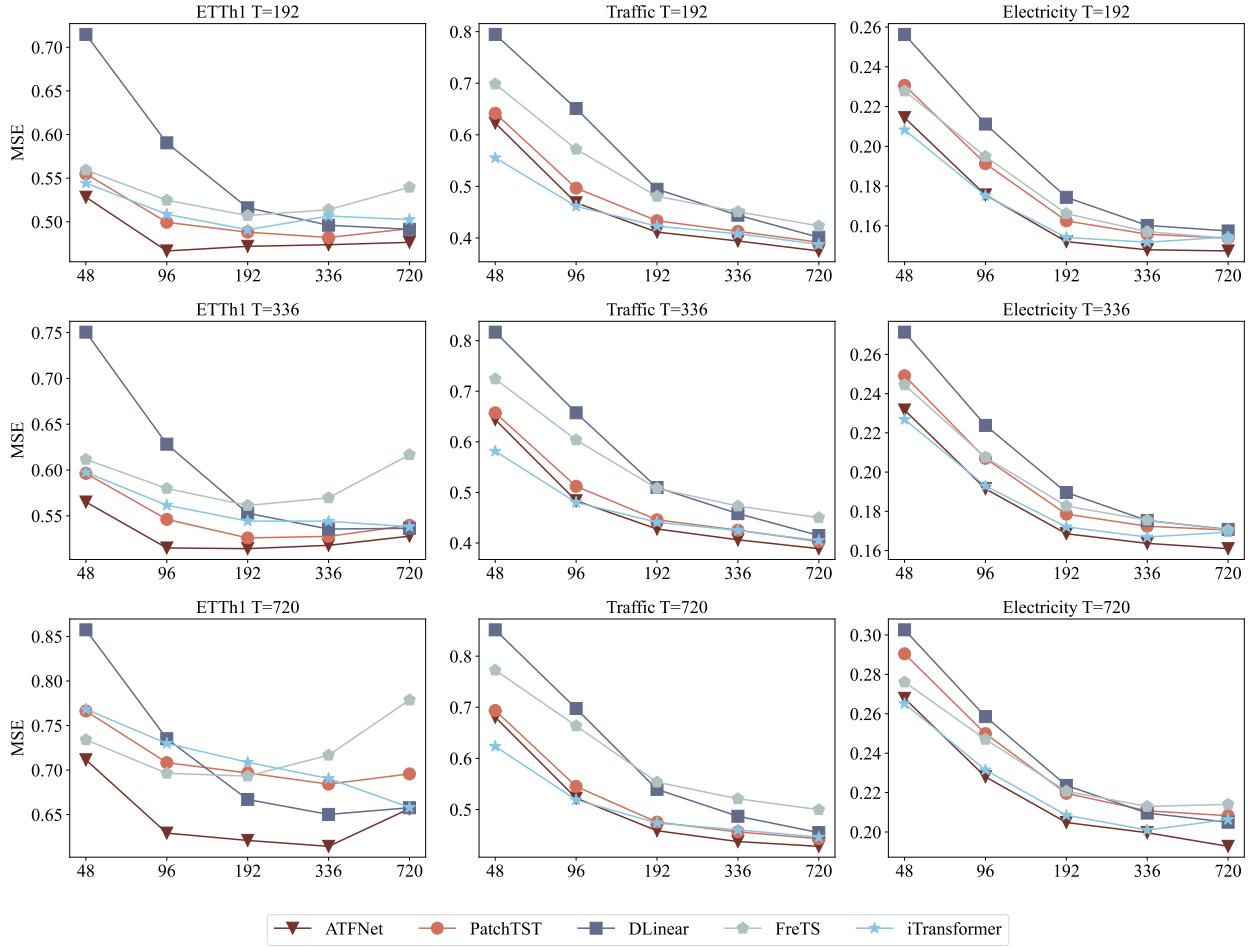 ETTh1 T=192
Traffic T=192
Electricity T=192
MSE
0.70
0.65
0.60
0.55
0.50
48 96 192 336 720
0.8
0.7
0.6
0.5
0.4
48 96 192 336 720
0.26
0.24
0.22
0.20
0.18
0.16
48 96 192 336 720
ETTh1 T=336
Traffic T=336
Electricity T=336
MSE
0.75
0.70
0.65
0.60
0.55
48 96 192 336 720
0.8
0.7
0.6
0.5
0.4
48 96 192 336 720
0.26
0.24
0.22
0.20
0.18
0.16
48 96 192 336 720
ETTh1 T=720
Traffic T=720
Electricity T=720
MSE
0.85
0.80
0.75
0.70
0.65
48 96 192 336 720
0.8
0.7
0.6
0.5
48 96 192 336 720
0.30
0.28
0.26
0.24
0.22
0.20
48 96 192 336 720
ATFNet PatchTST DLinear FreTS iTransformer